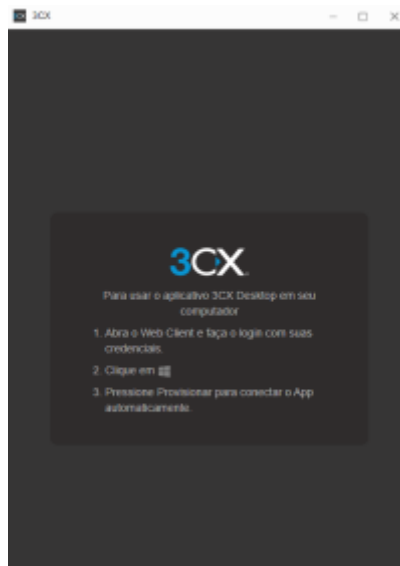 3CX
3CX
Para usar o aplicativo 3CX Desktop em seu
computador
1. Abra o Web Client e faça o login com suas
credenciais.
2. Clique em
3. Pressione Provisionar para conectar o App
automaticamente.